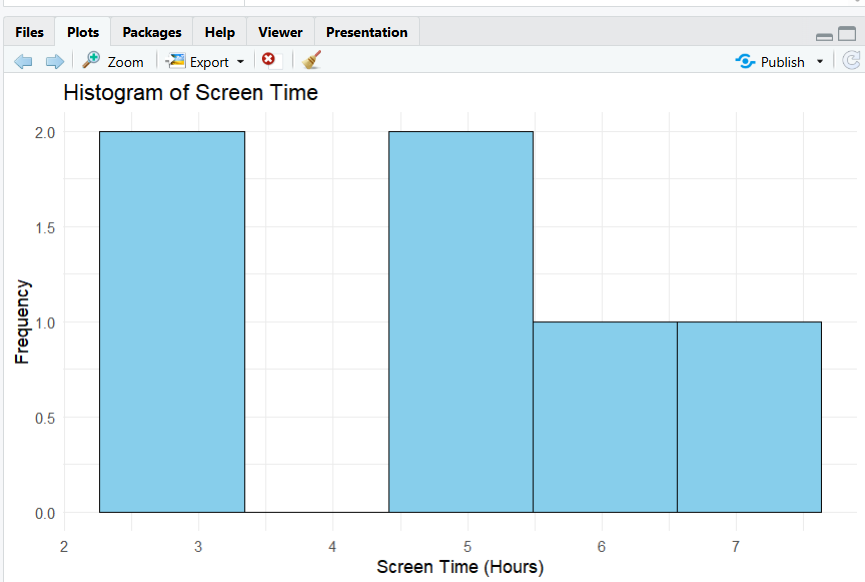 Files Plots Packages Help Viewer Presentation
Zoom Export Publish
Histogram of Screen Time
2.0
1.5
1.0
0.5
0.0
Frequency
2 3 4 5 6 7
Screen Time (Hours)